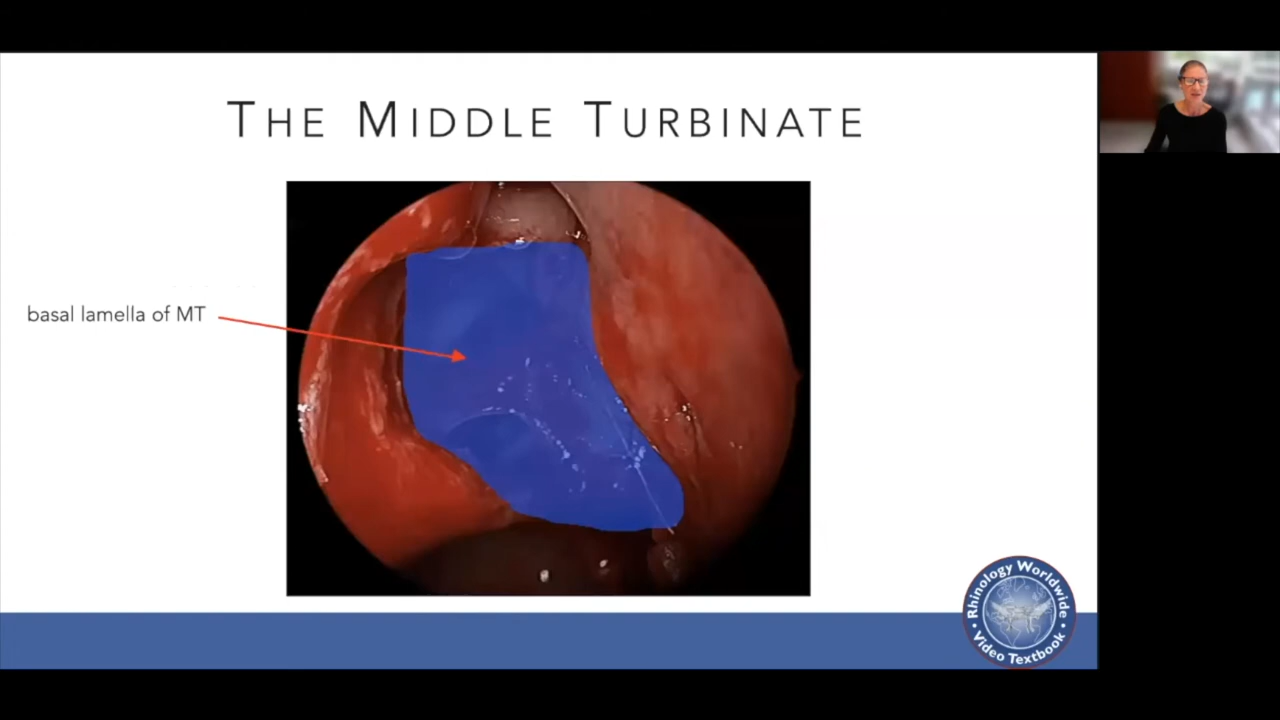 THE MIDDLE TURBINATE
basal lamella of MT
Rhinology Worldwide
Video Textbook